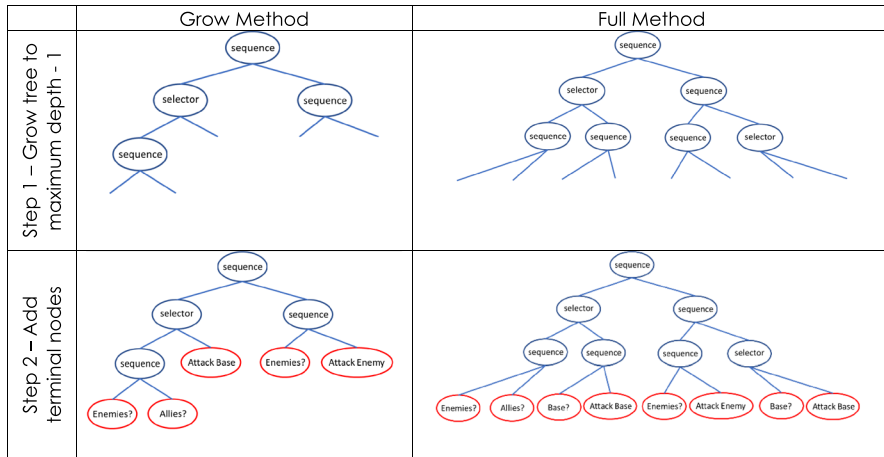 Grow Method
Full Method
Step 1 – Grow tree to
maximum depth - 1
sequence
selector
sequence
sequence
sequence
selector
sequence
sequence
sequence
sequence
selector
Step 2 – Add
terminal nodes
sequence
selector
sequence
sequence
Attack Base
Enemies?
Attack Enemy
Enemies?
Allies?
sequence
selector
sequence
sequence
sequence
sequence
selector
Enemies?
Allies?
Base?
Attack Base
Enemies?
Attack Enemy
Base?
Attack Base